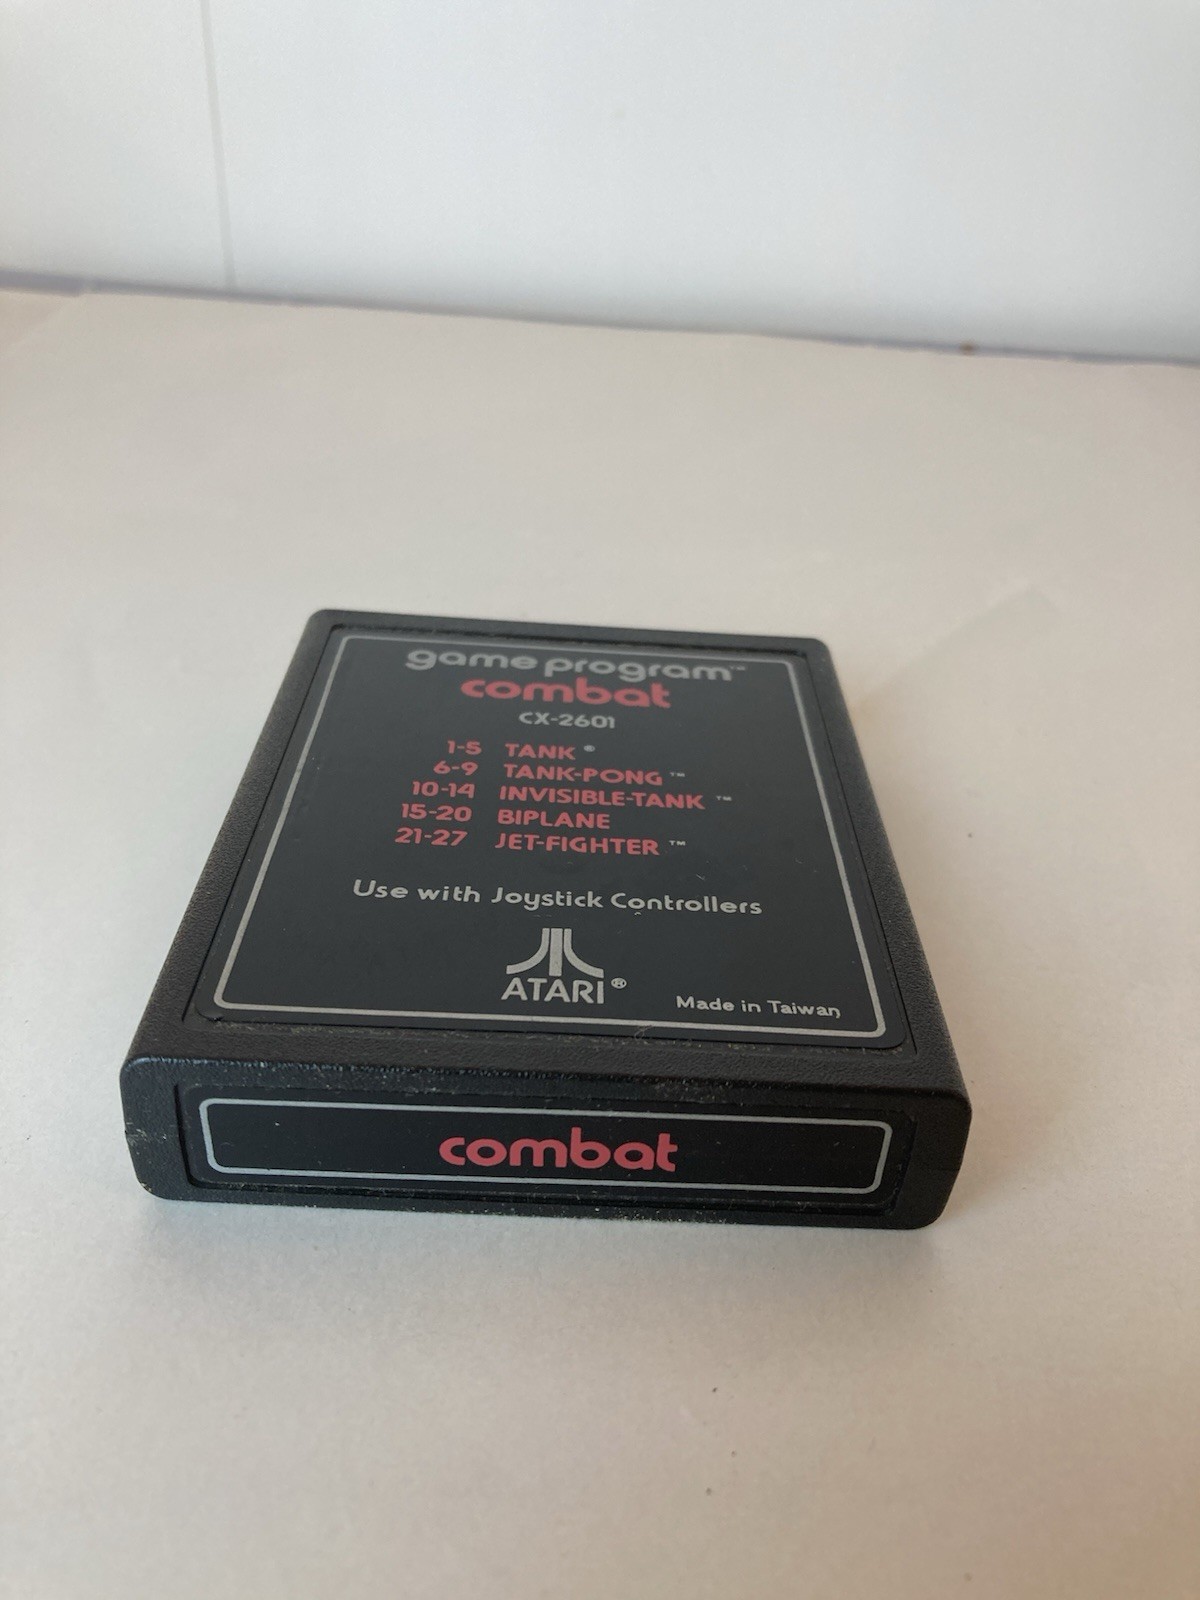 game program™
combat
CX-2601
1-5 TANK®
6-9 TANK-PONG™
10-14 INVISIBLE-TANK™
15-20 BIPLANE
21-27 JET-FIGHTER™
Use with Joystick Controllers
ATARI®
Made in Taiwan
combat